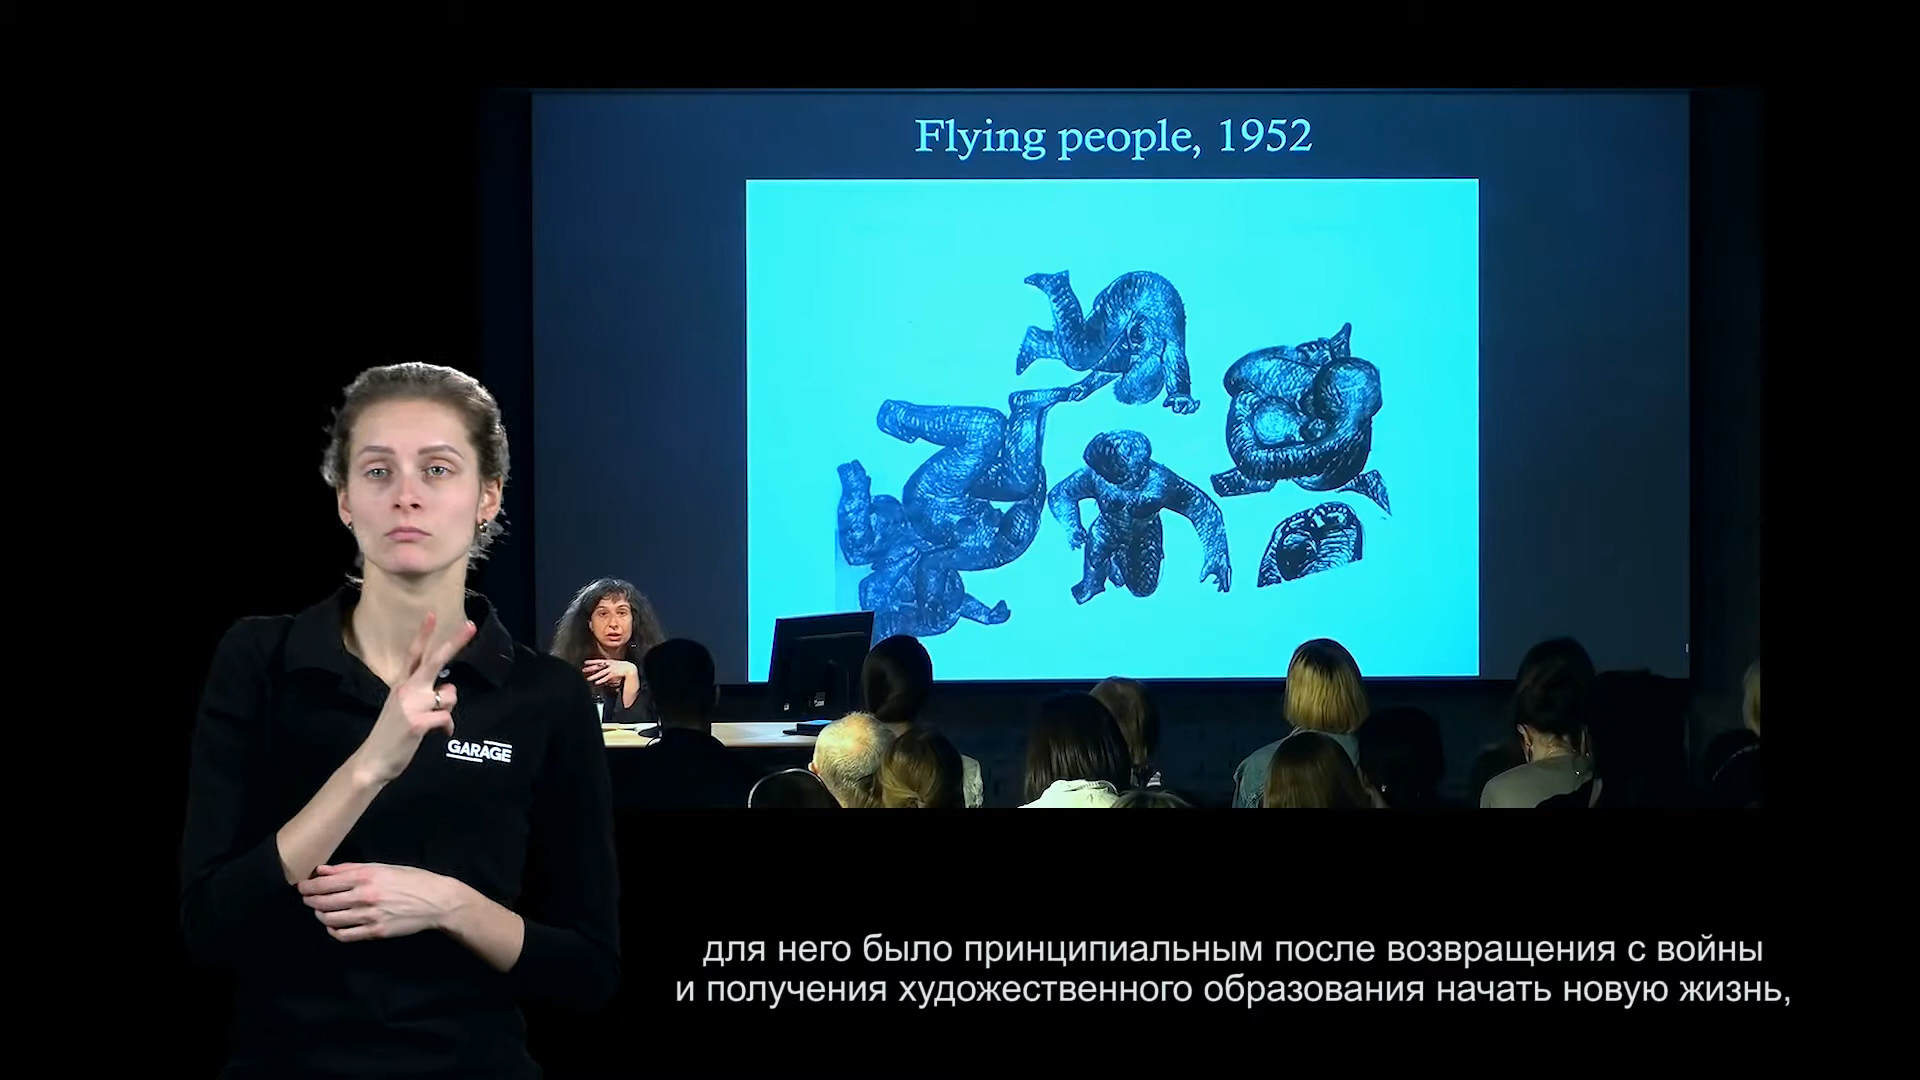 Flying people, 1952
GARAGE
для него было принципиальным после возвращения с войны
и получения художественного образования начать новую жизнь,